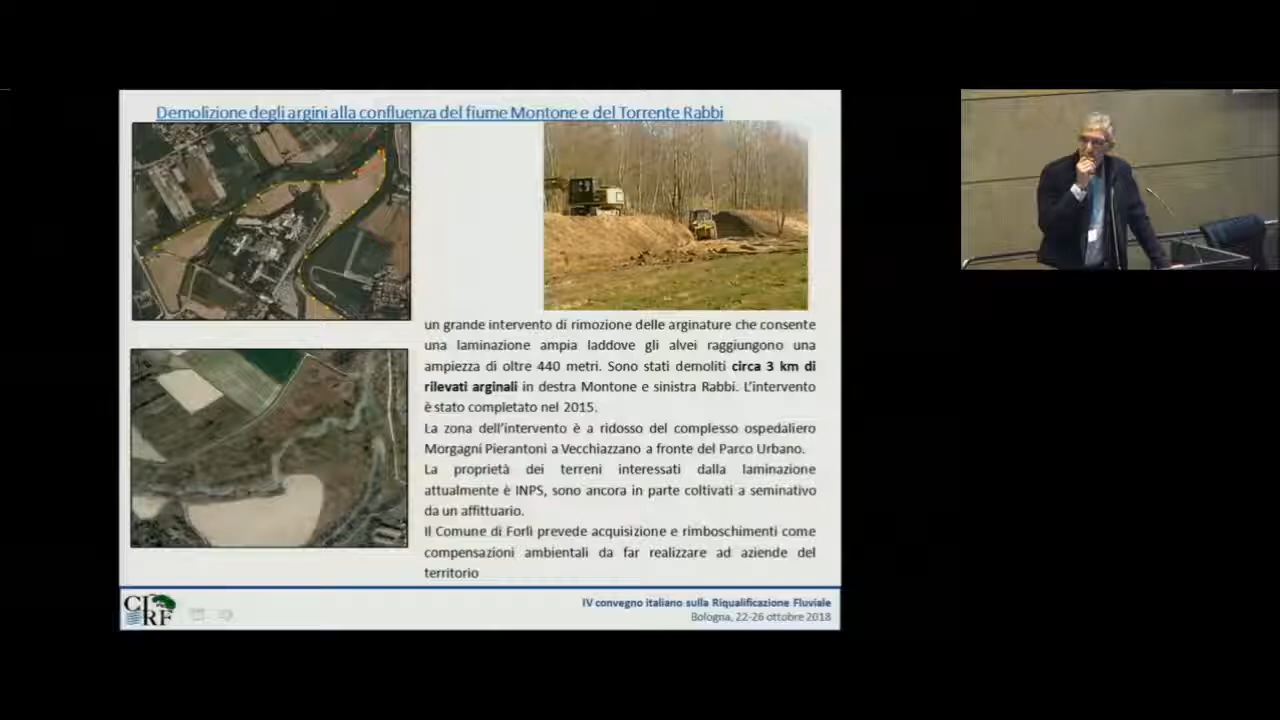 Demolizione degli argini alla confluenza del fiume Montone e del Torrente Rabbi
un grande intervento di rimozione delle arginature che consente
una laminazione ampia laddove gli alvei raggiungono una
ampiezza di oltre 440 metri. Sono stati demoliti circa 3 km di
rilevati arginali in destra Montone e sinistra Rabbi. L'intervento
è stato completato nel 2015.
La zona dell'intervento è a ridosso del complesso ospedaliero
Morgagni Pierantoni a Vecchiazzano a fronte del Parco Urbano.
La proprietà dei terreni interessati dalla laminazione
attualmente è INPS, sono ancora in parte coltivati a seminativo
da un affittuario.
Il Comune di Forlì prevede acquisizione e rimboschimenti come
compensazioni ambientali da far realizzare ad aziende del
territorio
CIRF
IV convegno italiano sulla Riqualificazione Fluviale
Bologna, 22-26 ottobre 2018